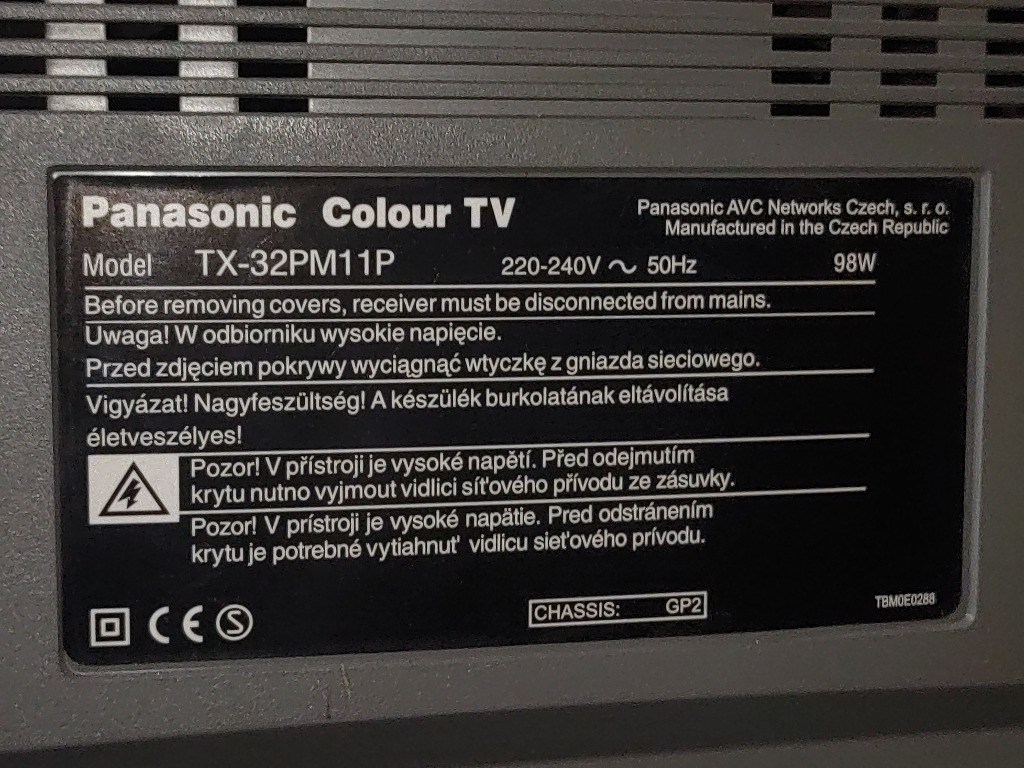 Panasonic Colour TV
Panasonic AVC Networks Czech, s. r. o.
Manufactured in the Czech Republic
Model TX-32PM11P 220-240V ~ 50Hz 98W
Before removing covers, receiver must be disconnected from mains.
Uwaga! W odbiorniku wysokie napięcie.
Przed zdjęciem pokrywy wyciągnąć wtyczkę z gniazda sieciowego.
Vigyázat! Nagyfeszültség! A készülék burkolatának eltávolítása
életveszélyes!
Pozor! V přístroji je vysoké napětí. Před odejmutím
krytu nutno vyjmout vidlici síťového přívodu ze zásuvky.
Pozor! V prístroji je vysoké napätie. Pred odstránením
krytu je potrebné vytiahnuť vidlicu sieťového prívodu.
CE S
CHASSIS: GP2
TBM0E0288